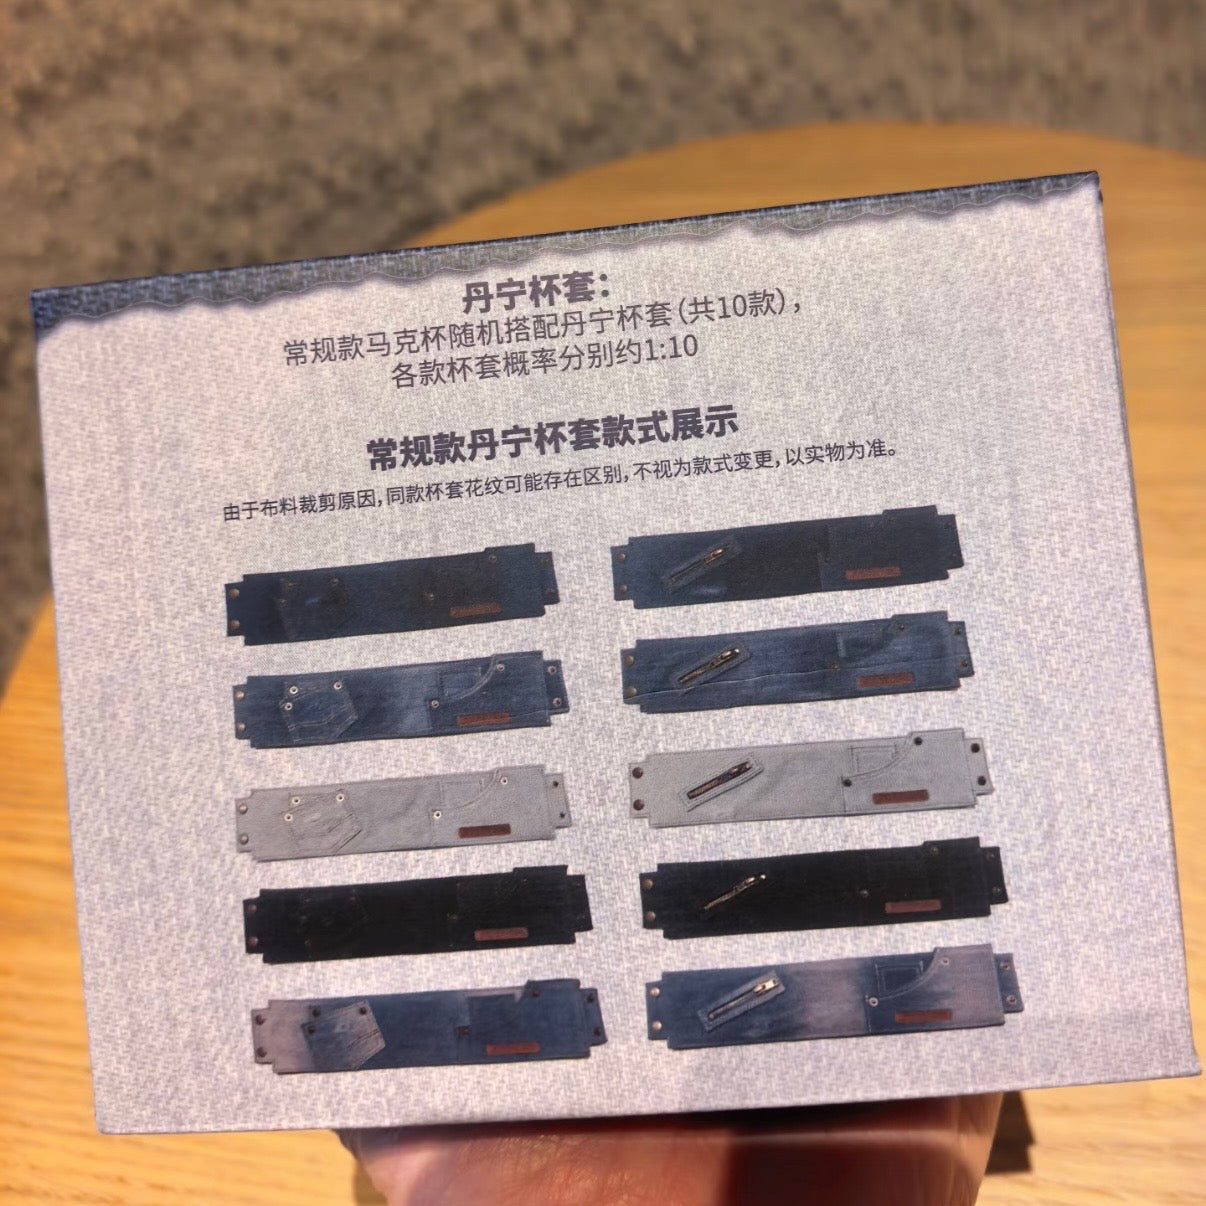 丹宁杯套：
常规款马克杯随机搭配丹宁杯套（共10款），
各款杯套概率分别约1:10
常规款丹宁杯套款式展示
由于布料裁剪原因，同款杯套花纹可能存在区别，不视为款式变更，以实物为准。